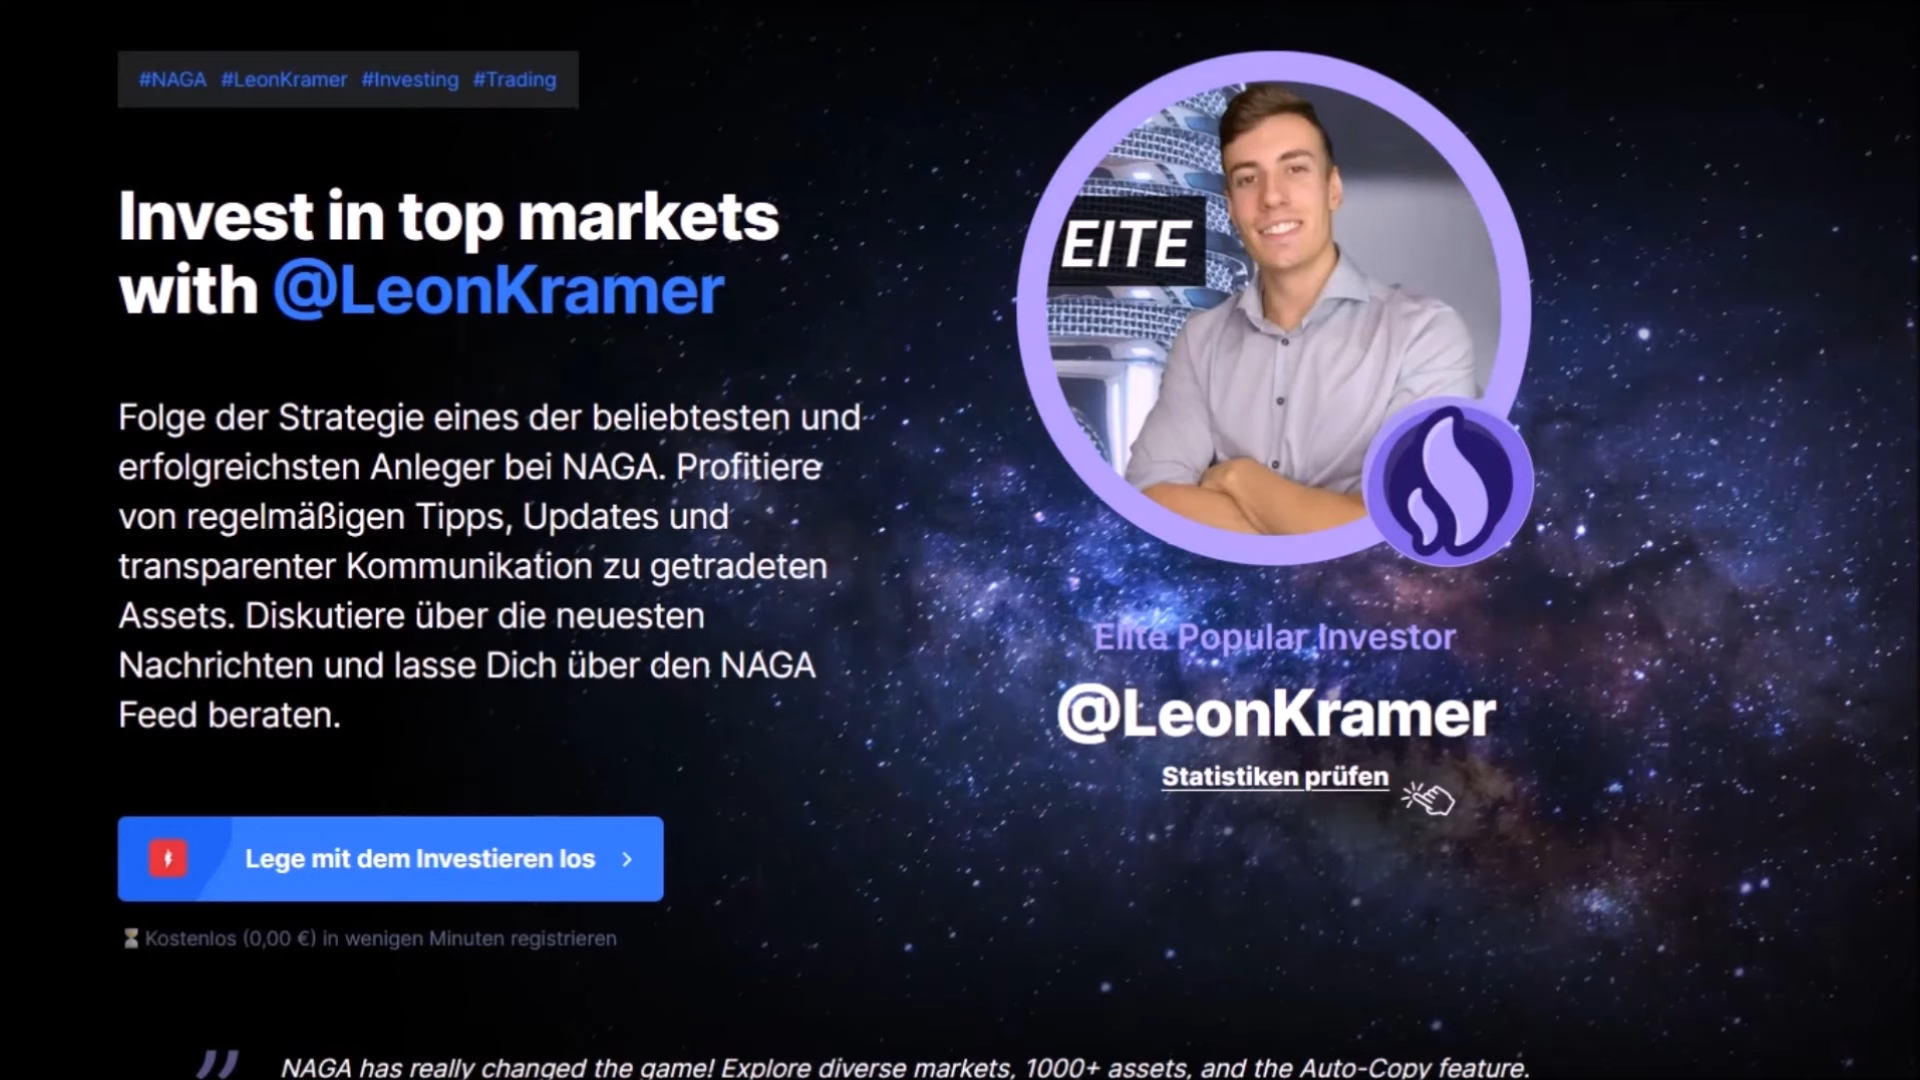 #NAGA #LeonKramer #Investing #Trading
Invest in top markets
with @LeonKramer
Folge der Strategie eines der beliebtesten und
erfolgreichsten Anleger bei NAGA. Profitiere
von regelmäßigen Tipps, Updates und
transparenter Kommunikation zu getradeten
Assets. Diskutiere über die neuesten
Nachrichten und lasse Dich über den NAGA
Feed beraten.
Lege mit dem Investieren los
Kostenlos (0,00 €) in wenigen Minuten registrieren
EITE
Elite Popular Investor
@LeonKramer
Statistiken prüfen
” NAGA has really changed the game! Explore diverse markets, 1000+ assets, and the Auto-Copy feature.